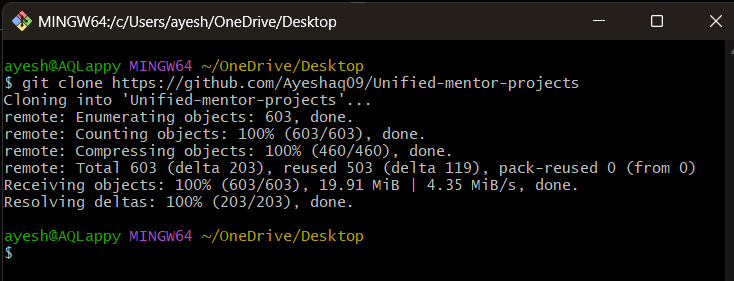 MINGW64:/c/Users/ayesh/OneDrive/Desktop
ayesh@AQLappy MINGW64 ~/OneDrive/Desktop
$ git clone https://github.com/Ayeshaq09/Unified-mentor-projects
Cloning into 'Unified-mentor-projects'...
remote: Enumerating objects: 603, done.
remote: Counting objects: 100% (603/603), done.
remote: Compressing objects: 100% (460/460), done.
remote: Total 603 (delta 203), reused 503 (delta 119), pack-reused 0 (from 0)
Receiving objects: 100% (603/603), 19.91 MiB | 4.35 MiB/s, done.
Resolving deltas: 100% (203/203), done.
ayesh@AQLappy MINGW64 ~/OneDrive/Desktop
$